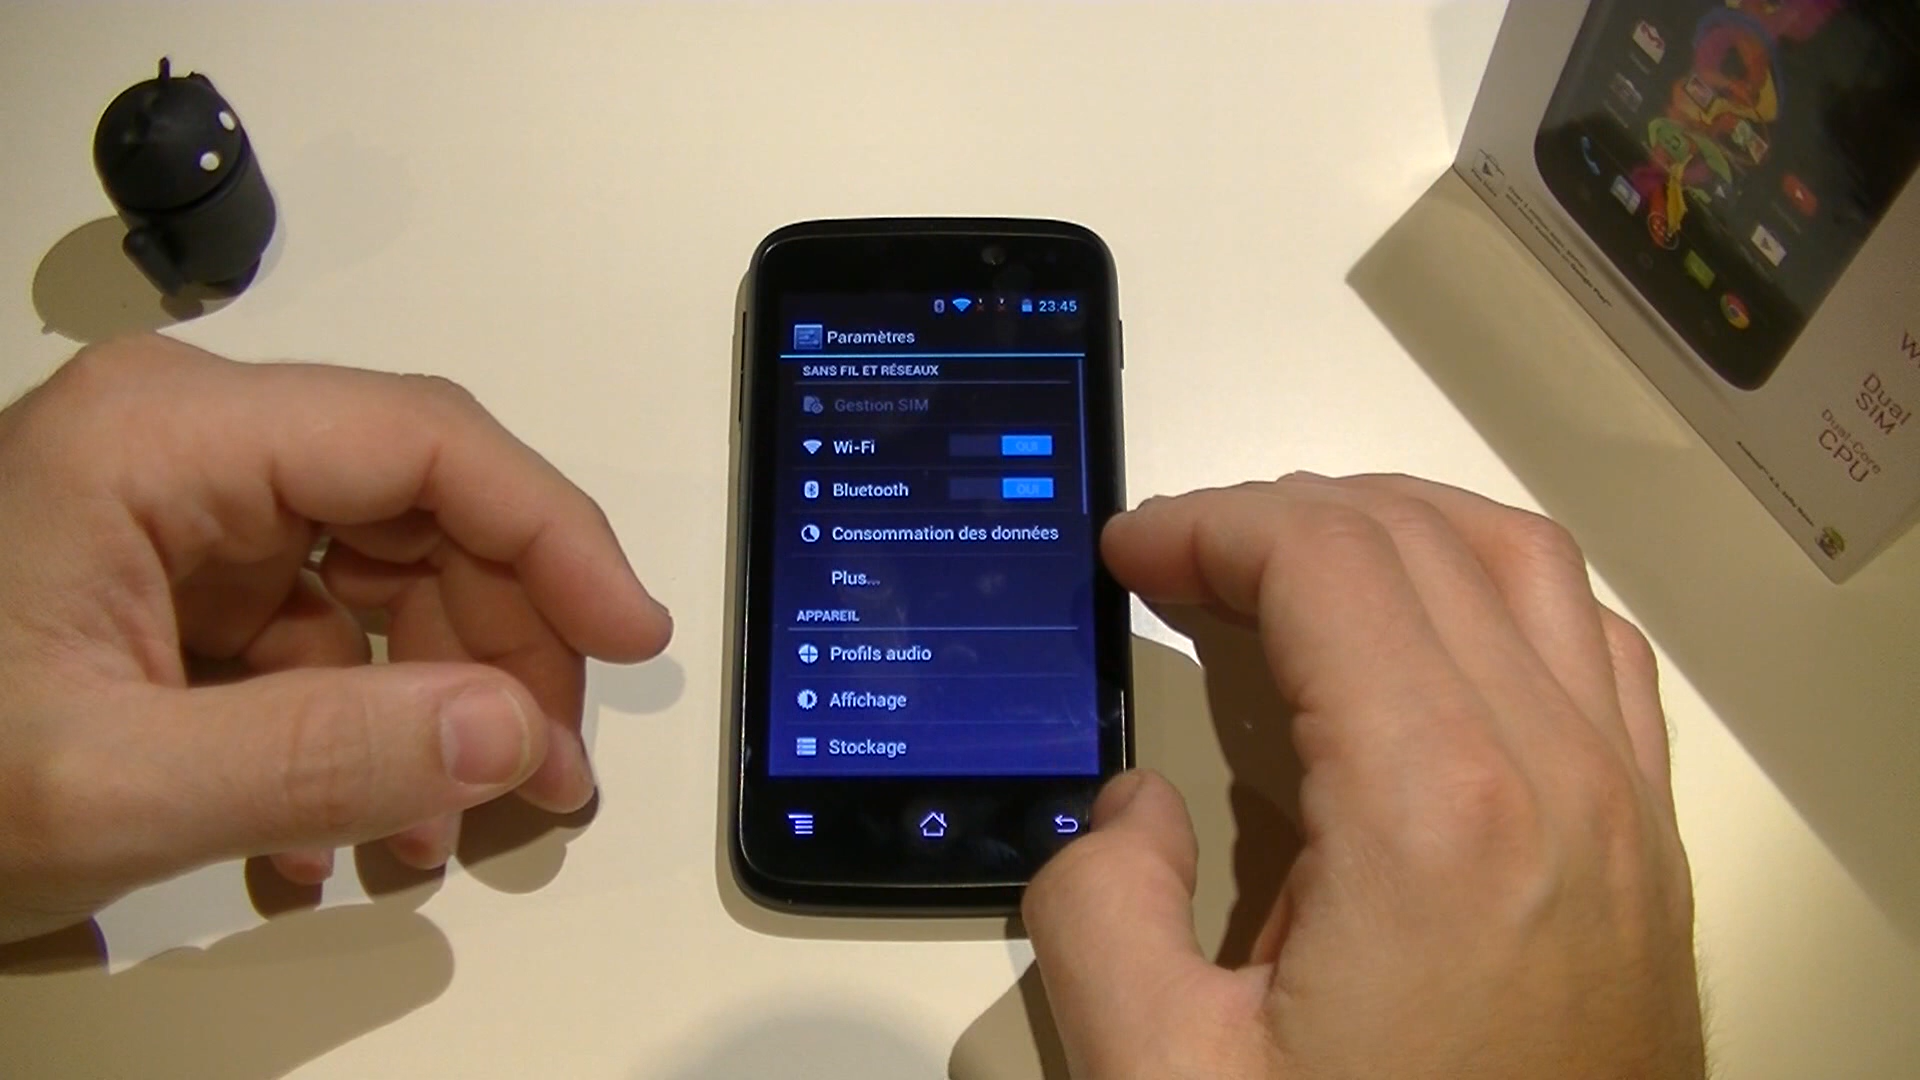 23:45
Paramètres
SANS FIL ET RÉSEAUX
Gestion SIM
Wi-Fi OUI
Bluetooth OUI
Consommation des données
Plus...
APPAREIL
Profils audio
Affichage
Stockage
Dual
SIM
Dual-Core
CPU